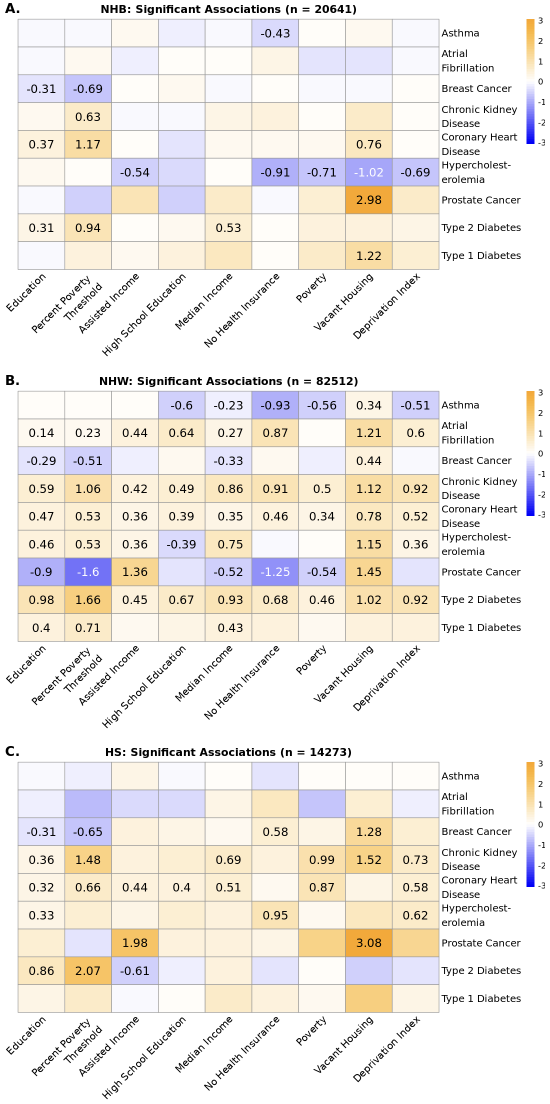 A.
NHB: Significant Associations (n = 20641)
-0.43 Asthma
Atrial
Fibrillation
-0.31 -0.69 Breast Cancer
0.63 Chronic Kidney
Disease
0.37 1.17 0.76 Coronary Heart
Disease
-0.54 -0.91 -0.71 -1.02 -0.69 Hypercholest-
erolemia
2.98 Prostate Cancer
0.31 0.94 0.53 Type 2 Diabetes
1.22 Type 1 Diabetes
3
2
1
0
-1
-2
-3
Education
Percent Poverty
Threshold
Assisted Income
High School Education
Median Income
No Health Insurance
Poverty
Vacant Housing
Deprivation Index
B.
NHW: Significant Associations (n = 82512)
-0.6 -0.23 -0.93 -0.56 0.34 -0.51 Asthma
0.14 0.23 0.44 0.64 0.27 0.87 1.21 0.6 Atrial
Fibrillation
-0.29 -0.51 -0.33 0.44 Breast Cancer
0.59 1.06 0.42 0.49 0.86 0.91 0.5 1.12 0.92 Chronic Kidney
Disease
0.47 0.53 0.36 0.39 0.35 0.46 0.34 0.78 0.52 Coronary Heart
Disease
0.46 0.53 0.36 -0.39 0.75 1.15 0.36 Hypercholest-
erolemia
-0.9 -1.6 1.36 -0.52 -1.25 -0.54 1.45 Prostate Cancer
0.98 1.66 0.45 0.67 0.93 0.68 0.46 1.02 0.92 Type 2 Diabetes
0.4 0.71 0.43 Type 1 Diabetes
3
2
1
0
-1
-2
-3
Education
Percent Poverty
Threshold
Assisted Income
High School Education
Median Income
No Health Insurance
Poverty
Vacant Housing
Deprivation Index
C.
HS: Significant Associations (n = 14273)
Asthma
Atrial
Fibrillation
-0.31 -0.65 0.58 1.28 Breast Cancer
0.36 1.48 0.69 0.99 1.52 0.73 Chronic Kidney
Disease
0.32 0.66 0.44 0.4 0.51 0.87 0.58 Coronary Heart
Disease
0.33 0.95 0.62 Hypercholest-
erolemia
1.98 3.08 Prostate Cancer
0.86 2.07 -0.61 Type 2 Diabetes
Type 1 Diabetes
3
2
1
0
-1
-2
-3
Education
Percent Poverty
Threshold
Assisted Income
High School Education
Median Income
No Health Insurance
Poverty
Vacant Housing
Deprivation Index